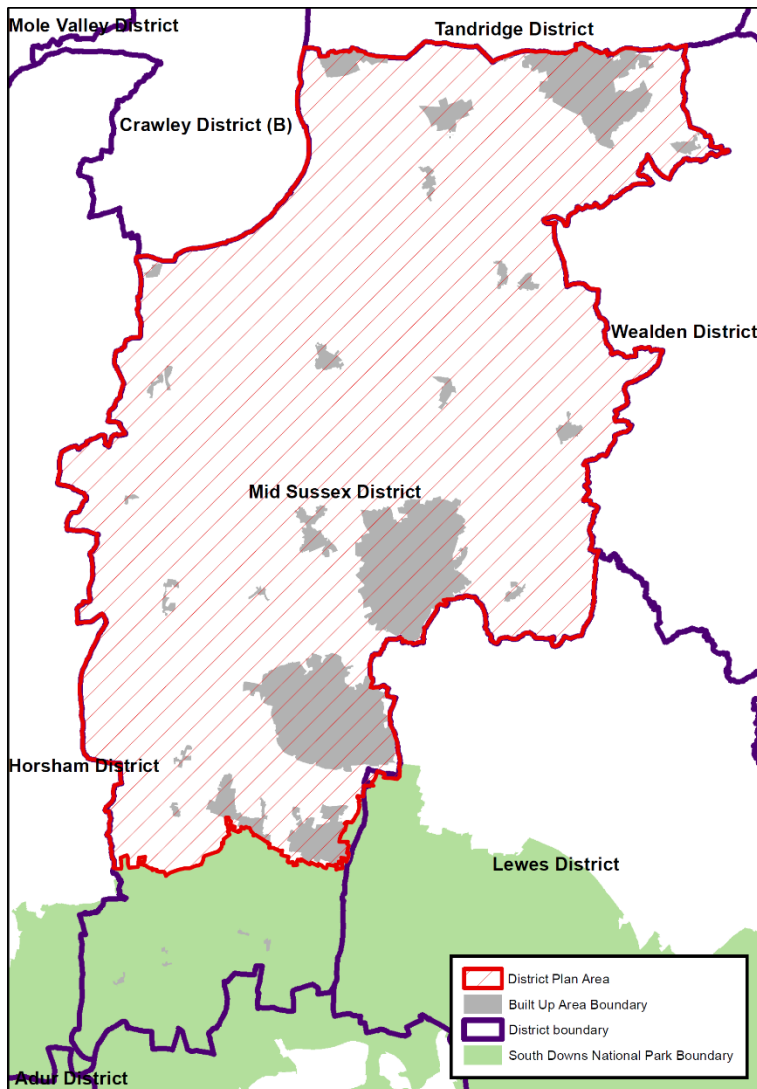 Mole Valley District
Tandridge District
Crawley District (B)
Wealden District
Mid Sussex District
Horsham District
Lewes District
Adur District
District Plan Area
Built Up Area Boundary
District boundary
South Downs National Park Boundary